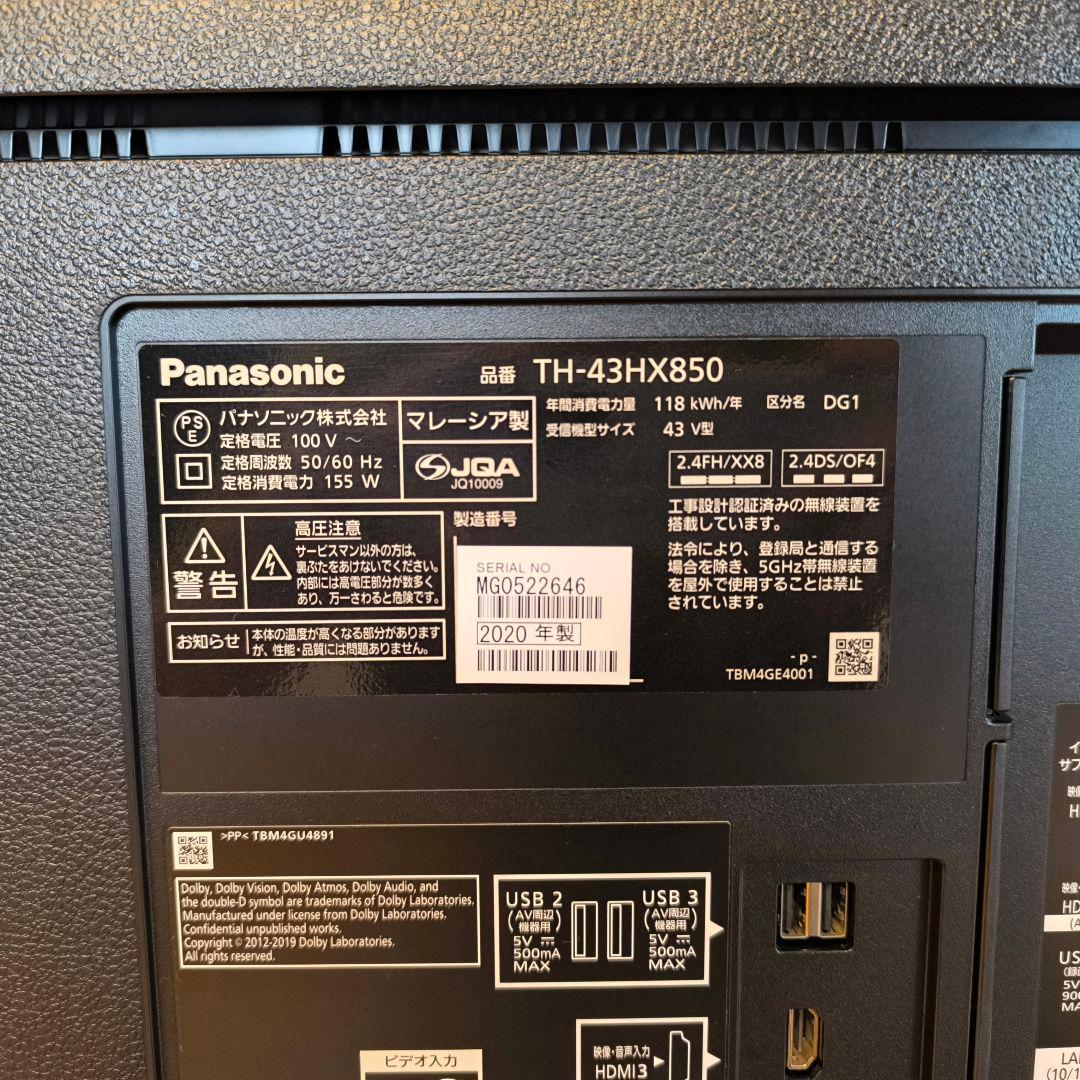 Panasonic
品番 TH-43HX850
PS
E
パナソニック株式会社
定格電圧 100 V ～
定格周波数 50/60 Hz
定格消費電力 155 W
マレーシア製
JQA
JQ10009
年間消費電力量 118 kWh/年 区分名 DG1
受信機型サイズ 43 V型
2.4FH/XX8
2.4DS/OF4
工事設計認証済みの無線装置を
搭載しています。
法令により、登録局と通信する
場合を除き、5GHz帯無線装置
を屋外で使用することは禁止
されています。
警告
高圧注意
サービスマン以外の方は、
裏ぶたをあけないでください。
内部には高電圧部分が数多く
あり、万一さわると危険です。
お知らせ
本体の温度が高くなる部分があります
が、性能・品質には問題ありません。
製造番号
SERIAL NO.
MG0522646
2020 年製
- p -
TBM4GE4001
>PP< TBM4GU4891
Dolby, Dolby Vision, Dolby Atmos, Dolby Audio, and
the double-D symbol are trademarks of Dolby Laboratories.
Manufactured under license from Dolby Laboratories.
Confidential unpublished works.
Copyright © 2012-2019 Dolby Laboratories.
All rights reserved.
USB 2
(AV周辺
機器用)
5V
500mA
MAX
USB 3
(AV周辺
機器用)
5V
500mA
MAX
映像・音声入力
HDMI3
ビデオ入力
サブ
映像
H
映像・
HD
(A
US
(録
5V
90
MA
LA
(10/1